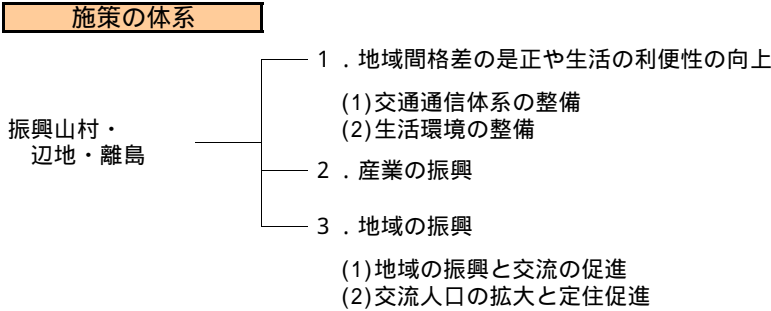 施策の体系
1．地域間格差の是正や生活の利便性の向上
(1)交通通信体系の整備
(2)生活環境の整備
振興山村・
辺地・離島
2．産業の振興
3．地域の振興
(1)地域の振興と交流の促進
(2)交流人口の拡大と定住促進